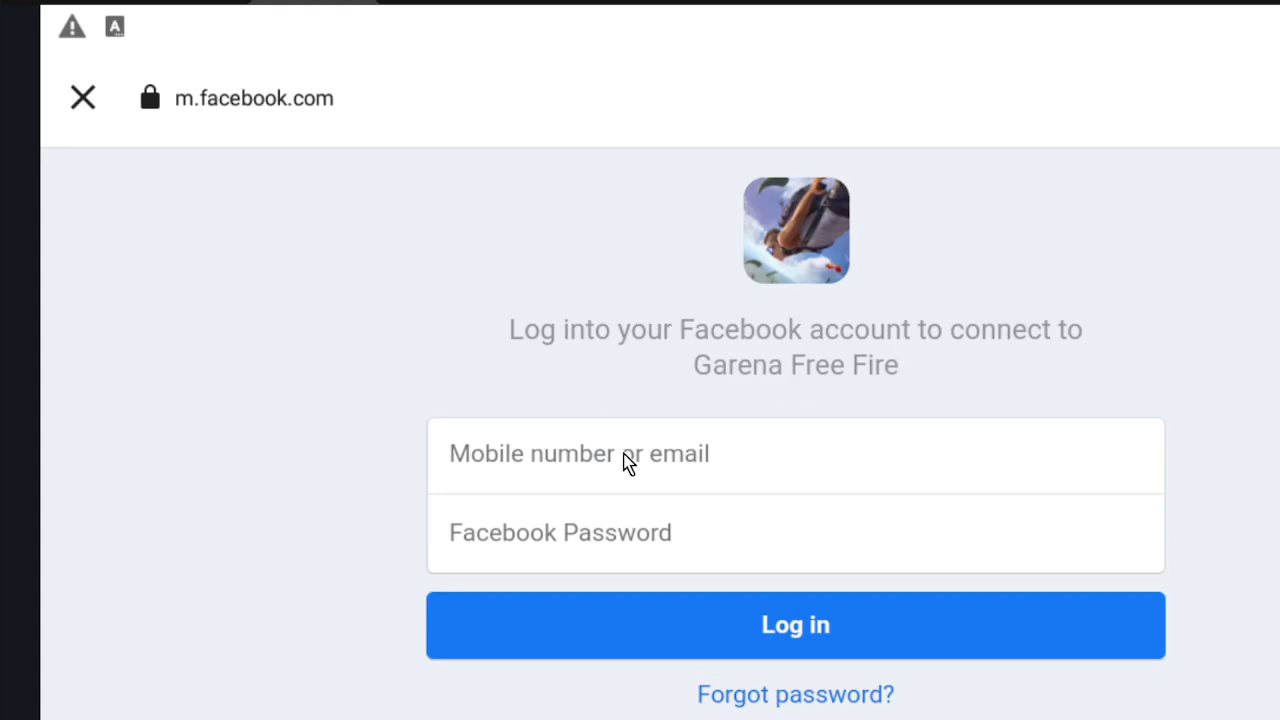 A
m.facebook.com
Log into your Facebook account to connect to
Garena Free Fire
Mobile number or email
Facebook Password
Log in
Forgot password?